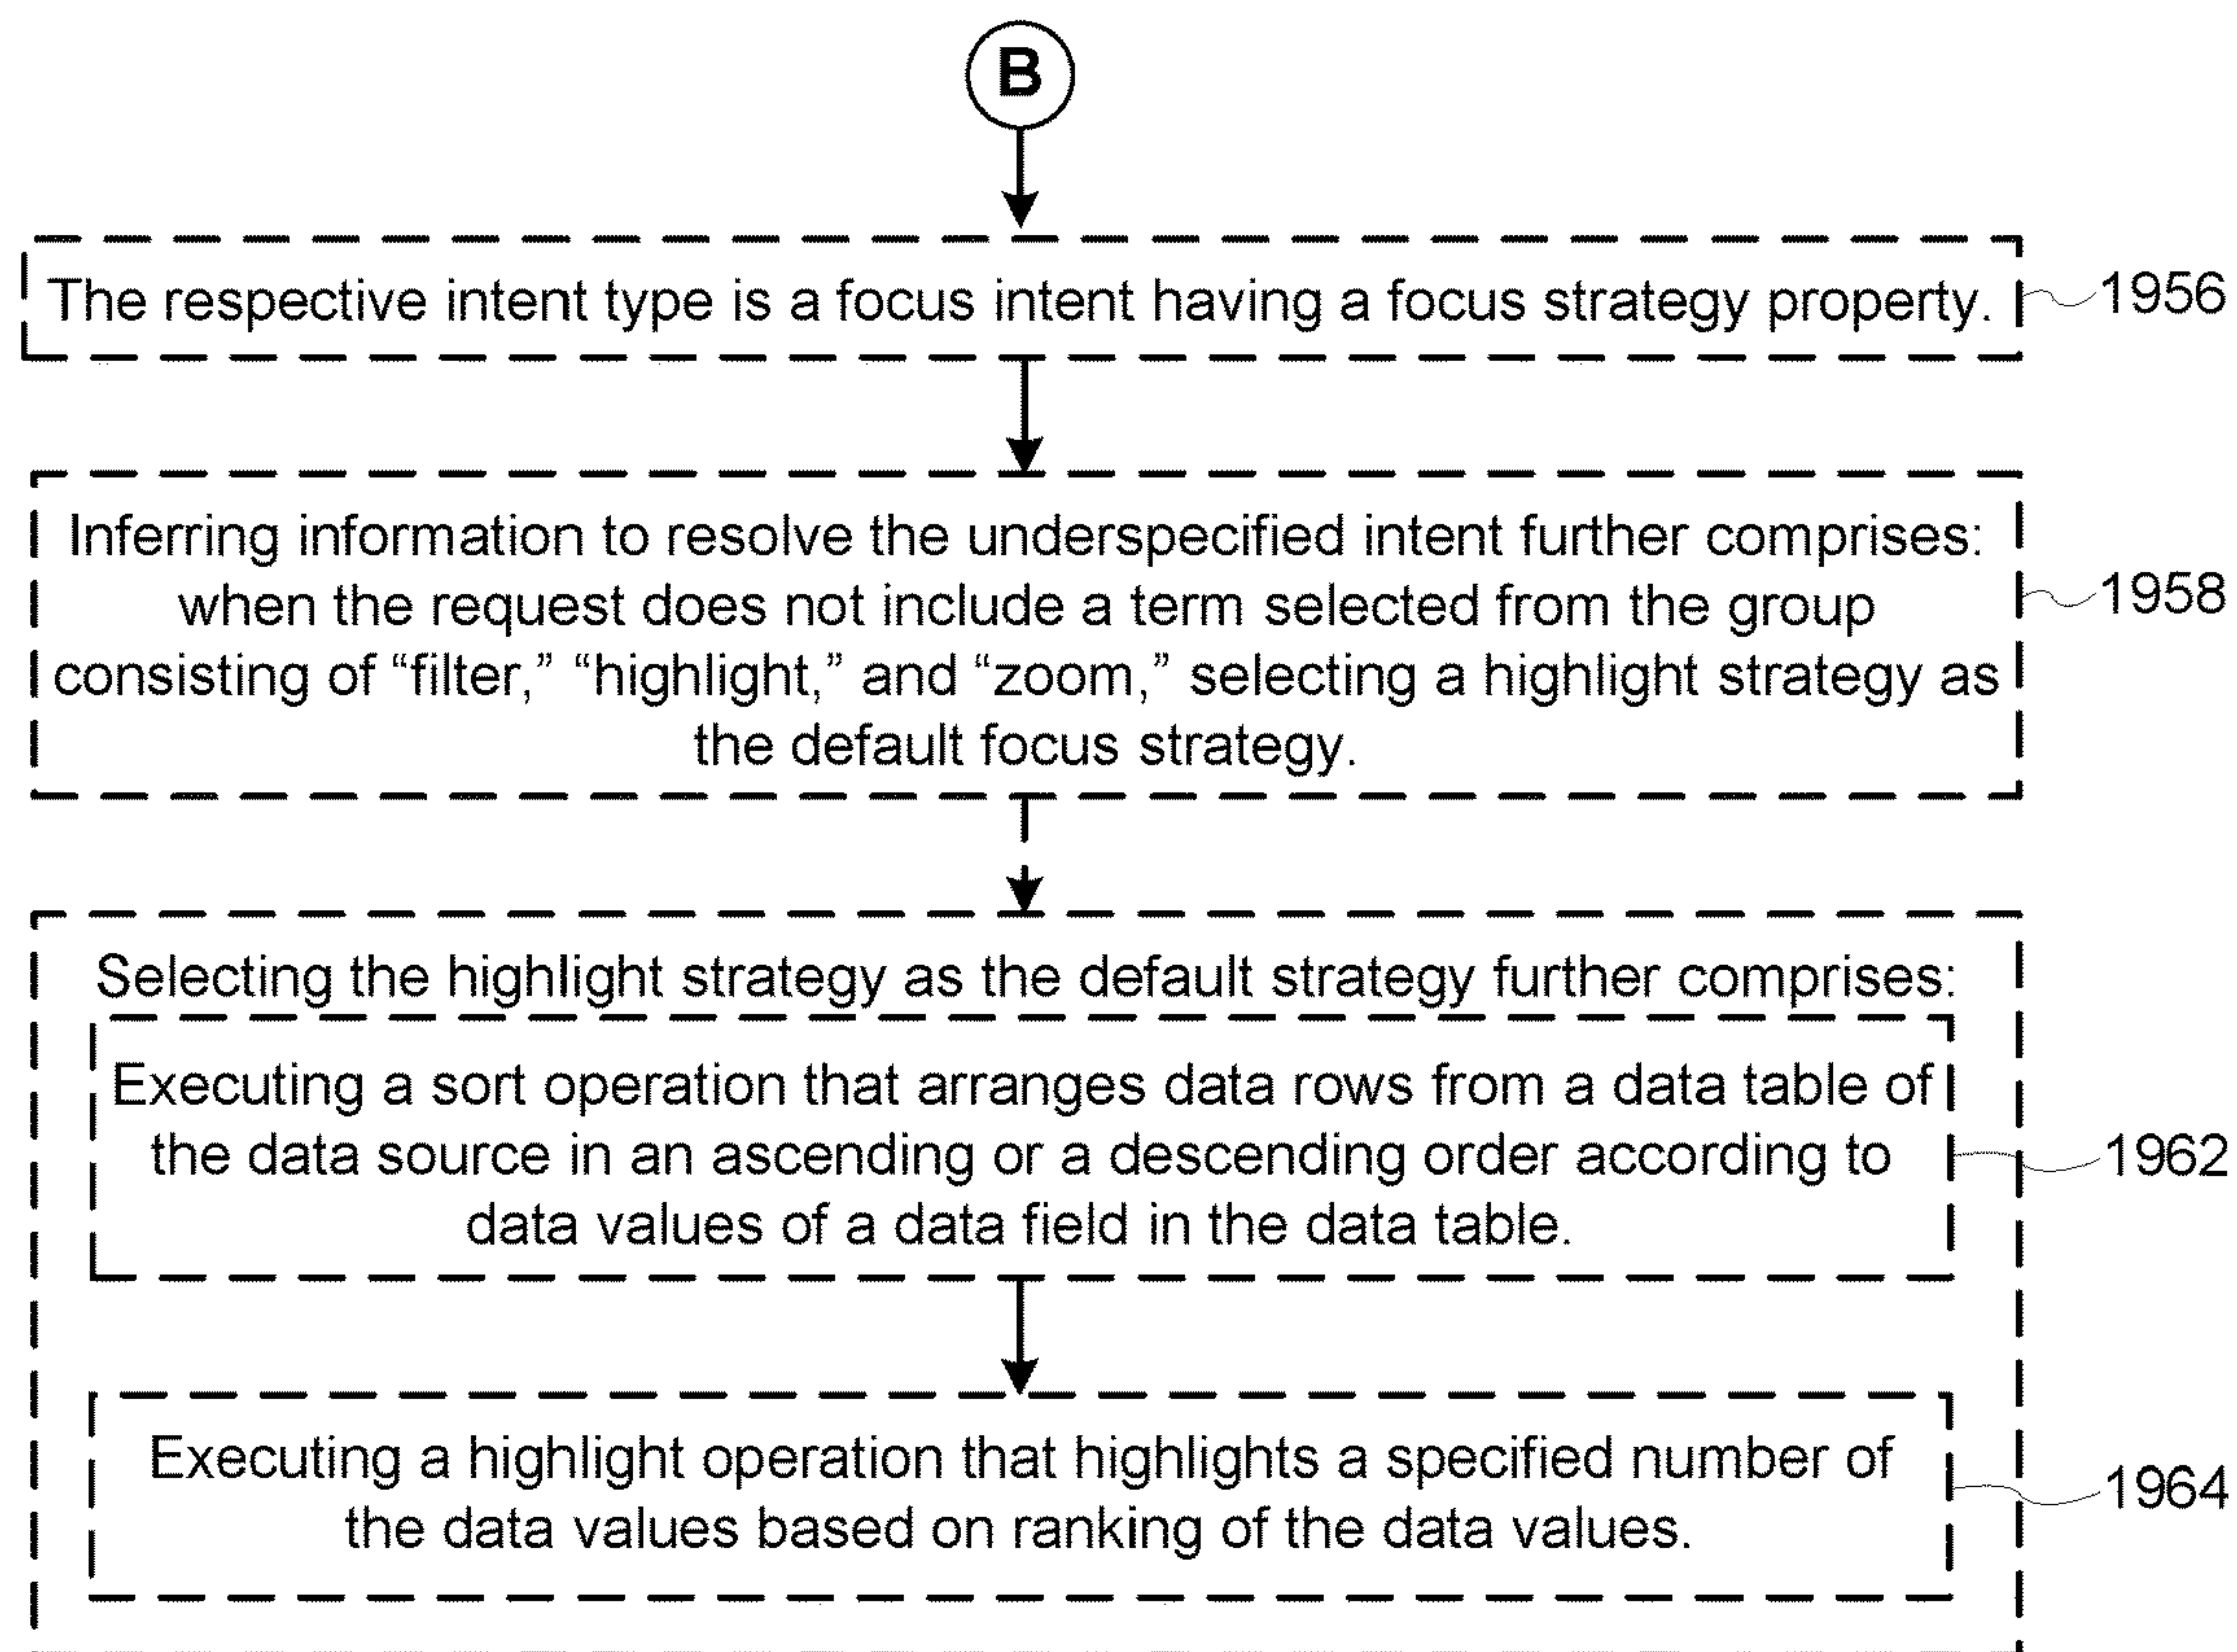 B
The respective intent type is a focus intent having a focus strategy property.
1956
Inferring information to resolve the underspecified intent further comprises:
when the request does not include a term selected from the group
consisting of “filter,” “highlight,” and “zoom,” selecting a highlight strategy as
the default focus strategy.
1958
Selecting the highlight strategy as the default strategy further comprises:
Executing a sort operation that arranges data rows from a data table of
the data source in an ascending or a descending order according to
data values of a data field in the data table.
1962
Executing a highlight operation that highlights a specified number of
the data values based on ranking of the data values.
1964